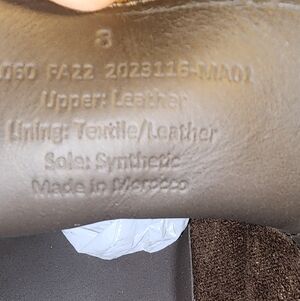 8
060 FA22 2023116-MA01
Upper: Leather
Lining: Textile/Leather
Sole: Synthetic
Made in Morocco